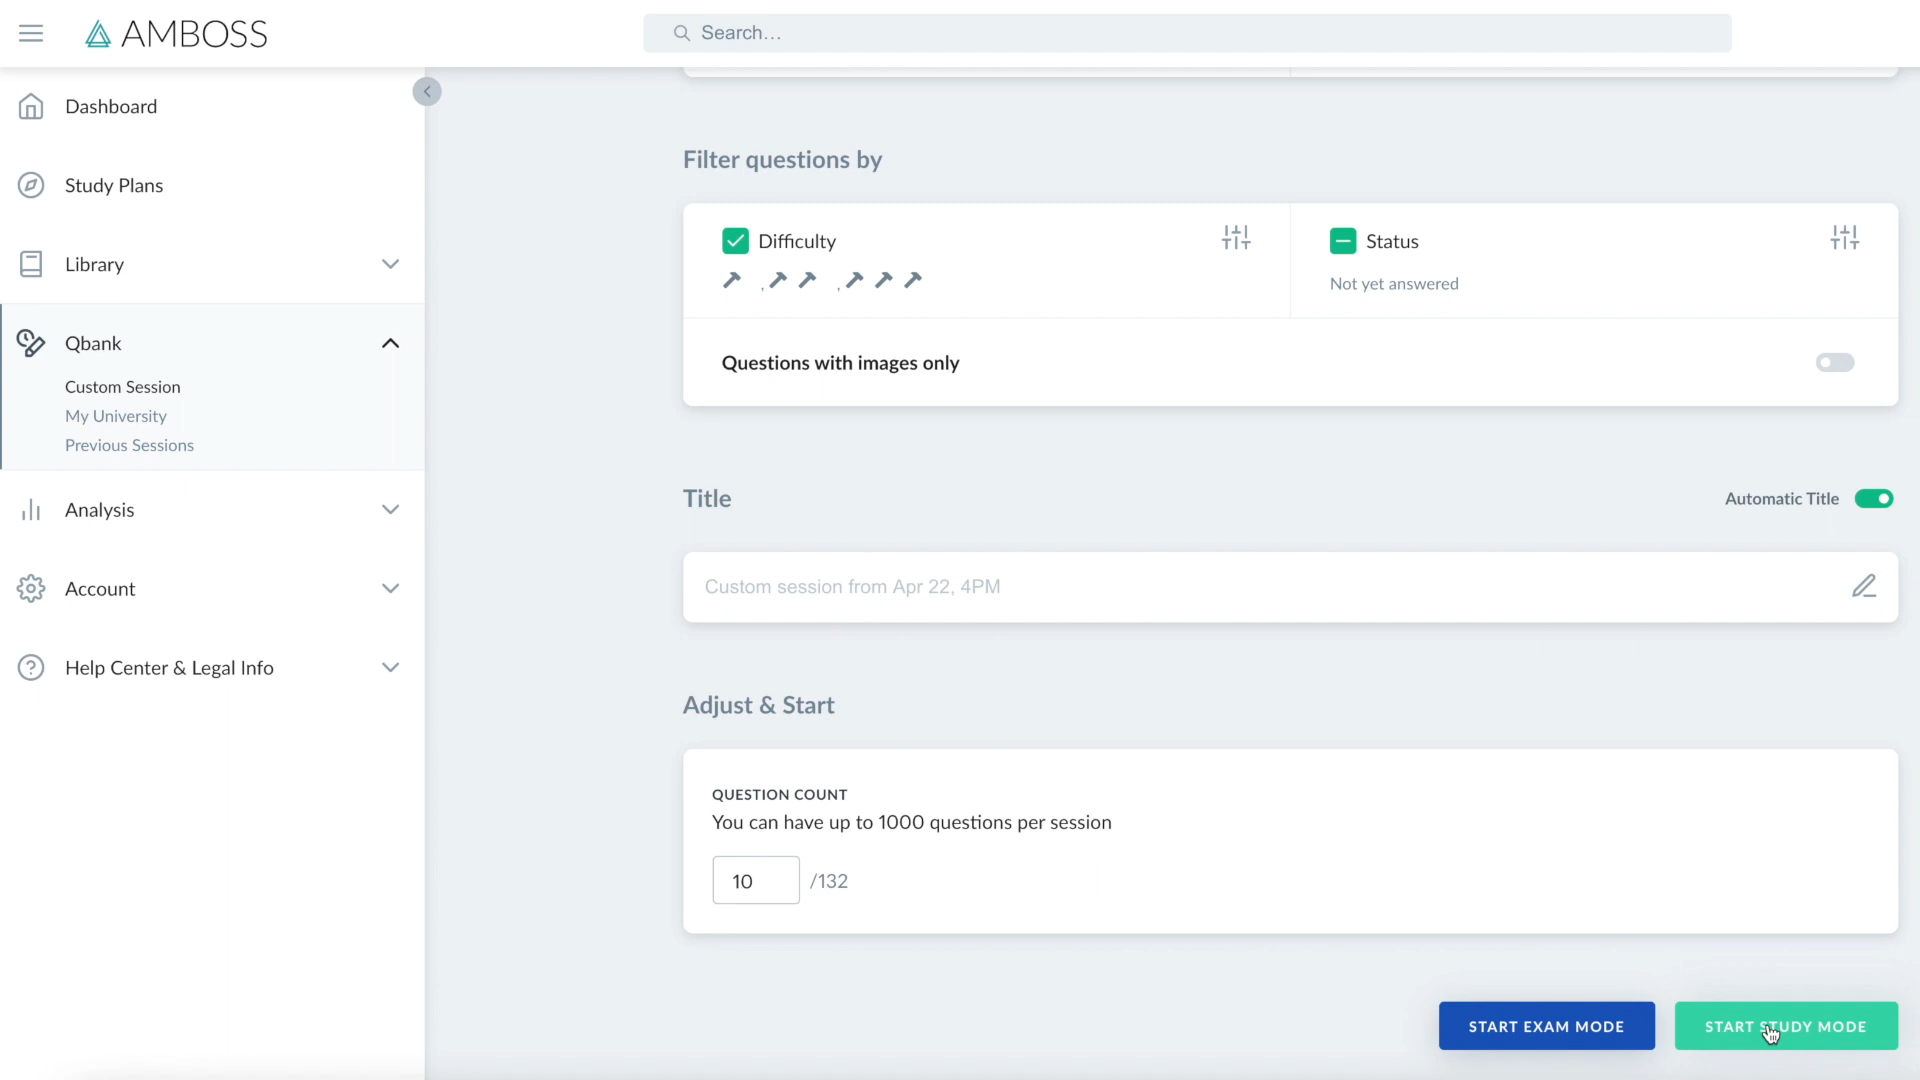 AMBOSS
Search...
Dashboard
Study Plans
Library
Qbank
Custom Session
My University
Previous Sessions
Analysis
Account
Help Center & Legal Info
Filter questions by
Difficulty
, ,
Status
Not yet answered
Questions with images only
Title
Automatic Title
Custom session from Apr 22, 4PM
Adjust & Start
QUESTION COUNT
You can have up to 1000 questions per session
10 /132
START EXAM MODE
START STUDY MODE